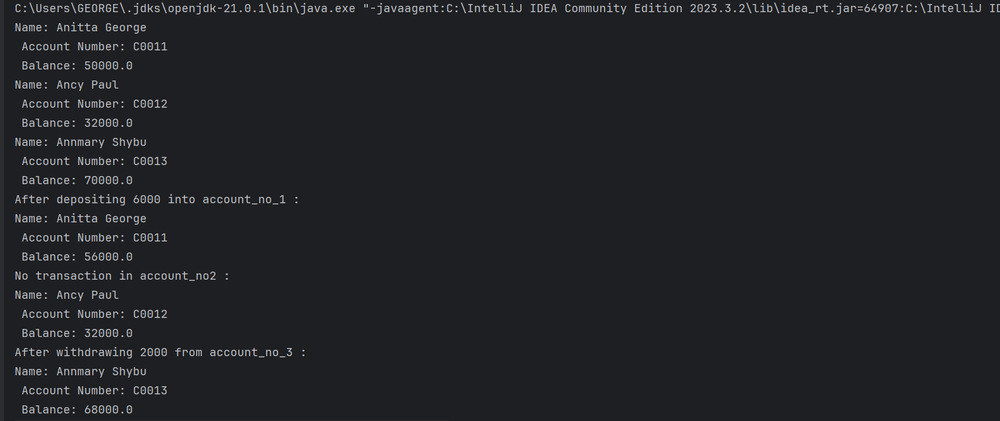 C:\Users\GEORGE\.jdks\openjdk-21.0.1\bin\java.exe "-javaagent:C:\IntelliJ IDEA Community Edition 2023.3.2\lib\idea_rt.jar=64907:C:\IntelliJ ID
Name: Anitta George
 Account Number: C0011
 Balance: 50000.0
Name: Ancy Paul
 Account Number: C0012
 Balance: 32000.0
Name: Annmary Shybu
 Account Number: C0013
 Balance: 70000.0
After depositing 6000 into account_no_1 :
Name: Anitta George
 Account Number: C0011
 Balance: 56000.0
No transaction in account_no2 :
Name: Ancy Paul
 Account Number: C0012
 Balance: 32000.0
After withdrawing 2000 from account_no_3 :
Name: Annmary Shybu
 Account Number: C0013
 Balance: 68000.0